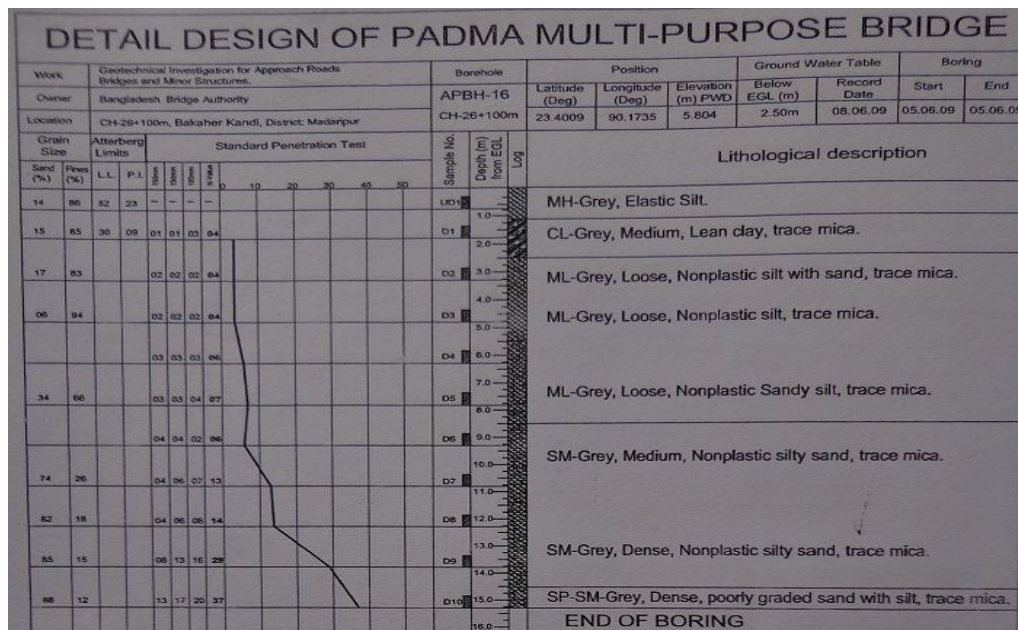 DETAIL DESIGN OF PADMA MULTI-PURPOSE BRIDGE
Work
Geotechnical Investigation for Approach Roads
Bridges and Minor Structures.
Borehole
Position
Ground Water Table
Boring
Owner
Bangladesh Bridge Authority
APBH-16
Latitude (Deg)
Longitude (Deg)
Elevation (m) PWD
Below EGL (m)
Record Date
Start
End
Location
CH-26+100m, Bakaher Kandi, District: Madaripur
CH-26+100m
23.4009
90.1735
5.804
2.50m
08.06.09
05.06.09
05.06.0
Grain Size
Atterberg Limits
Standard Penetration Test
Sample No.
Depth (m) from EGL
Log
Lithological description
Sand (%)
Fines (%)
L.L
P.I.
150mm
150mm
150mm
N-Value
0 10 20 30 40 50
14 86 52 23 – – – – UD1 MH-Grey, Elastic Silt.
1.0
15 85 30 09 01 01 03 04 D1 CL-Grey, Medium, Lean clay, trace mica.
2.0
17 83 02 02 02 04 D2 3.0 ML-Grey, Loose, Nonplastic silt with sand, trace mica.
4.0
06 94 02 02 02 04 D3 ML-Grey, Loose, Nonplastic silt, trace mica.
5.0
03 03 03 06 D4 6.0
7.0
34 66 03 03 04 07 D5 ML-Grey, Loose, Nonplastic Sandy silt, trace mica.
8.0
04 04 02 06 D6 9.0
SM-Grey, Medium, Nonplastic silty sand, trace mica.
10.0
74 26 04 06 07 13 D7
11.0
82 18 04 06 08 14 D8 12.0
13.0
SM-Grey, Dense, Nonplastic silty sand, trace mica.
85 15 08 13 16 29 D9
14.0
88 12 13 17 20 37 D10 15.0 SP-SM-Grey, Dense, poorly graded sand with silt, trace mica.
16.0
END OF BORING